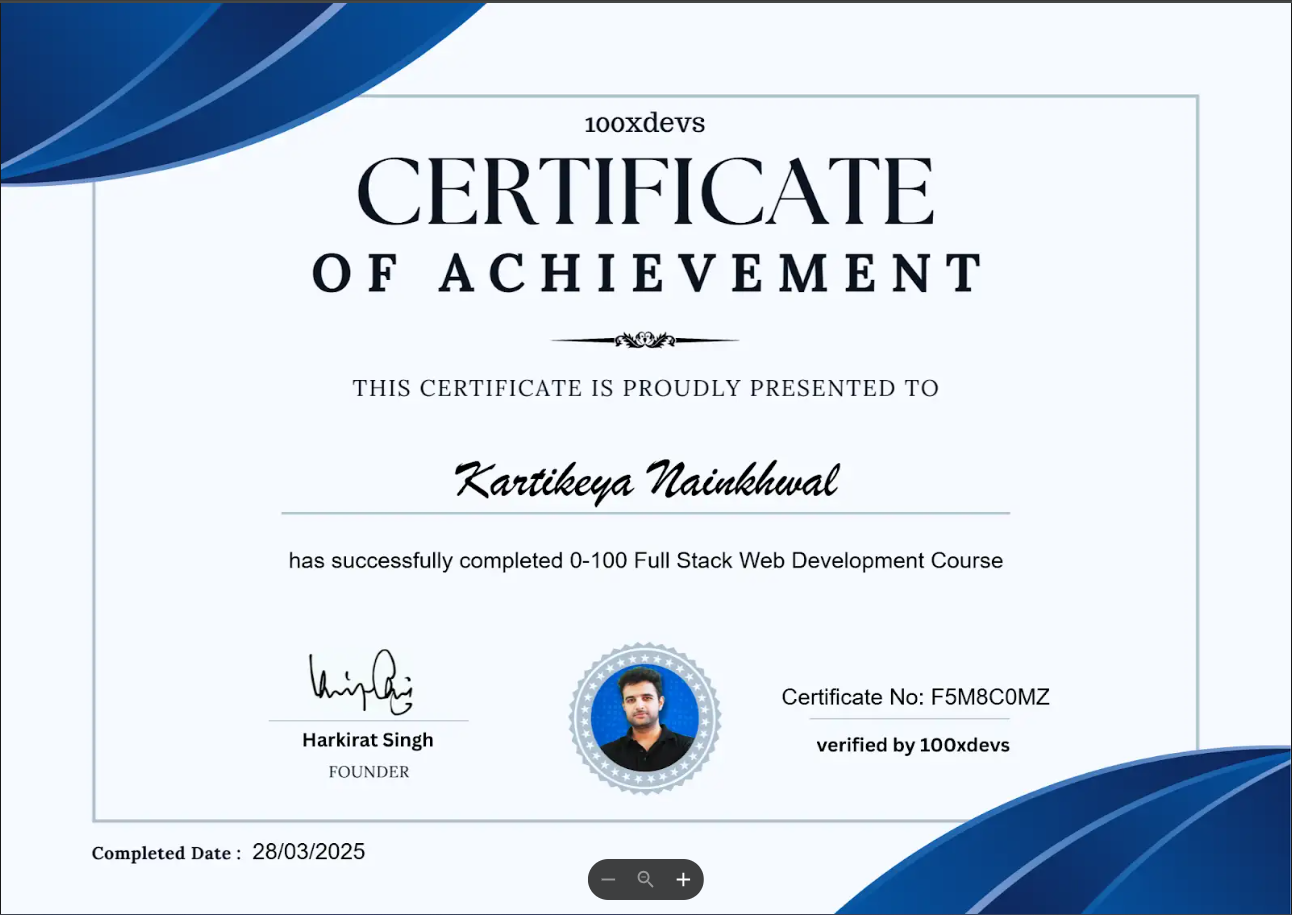 100xdevs
CERTIFICATE
OF ACHIEVEMENT
THIS CERTIFICATE IS PROUDLY PRESENTED TO
Kartikeya Nainkhwal
has successfully completed 0-100 Full Stack Web Development Course
Harkirat Singh
FOUNDER
Certificate No: F5M8C0MZ
verified by 100xdevs
Completed Date : 28/03/2025